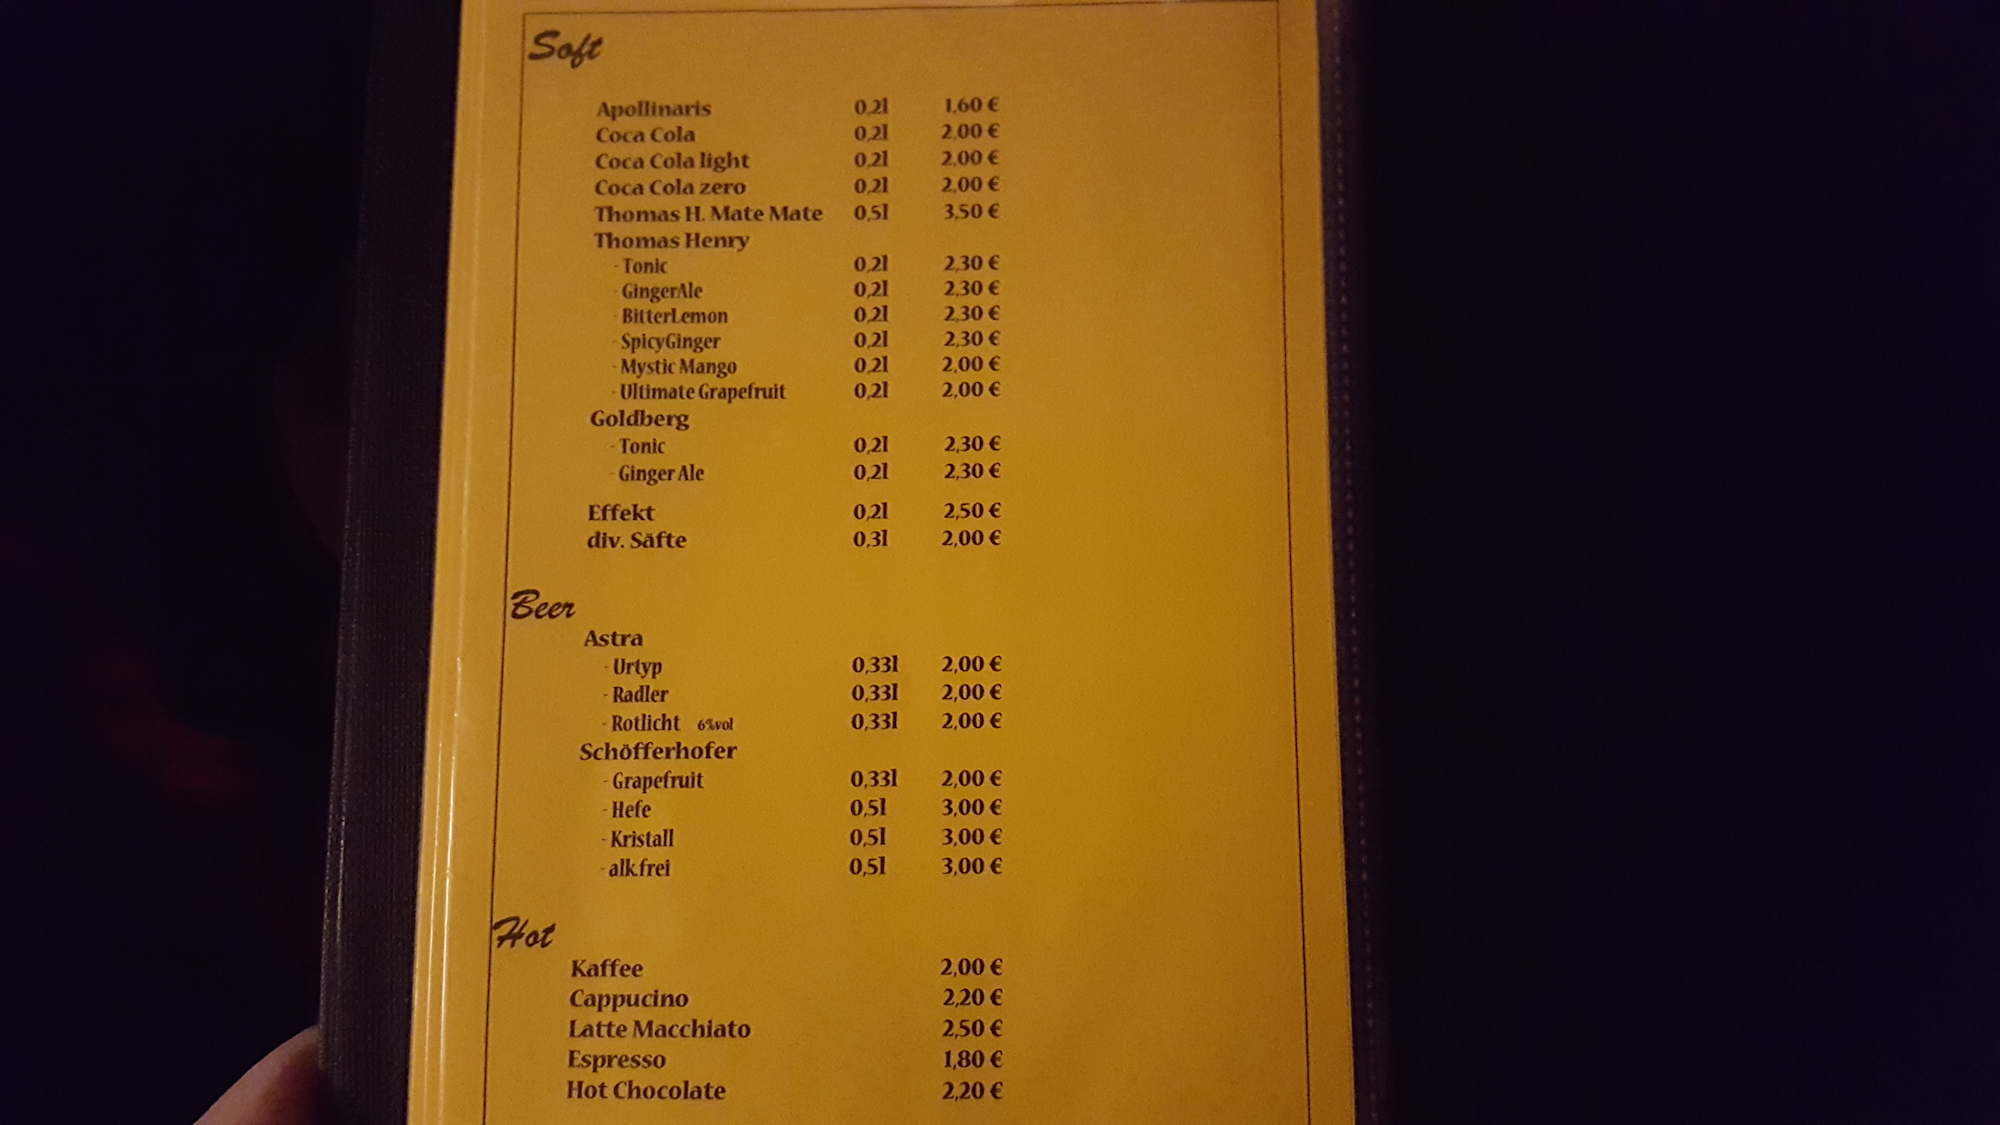 Soft
Apollinaris 0,2l 1,60 €
Coca Cola 0,2l 2,00 €
Coca Cola light 0,2l 2,00 €
Coca Cola zero 0,2l 2,00 €
Thomas H. Mate Mate 0,5l 3,50 €
Thomas Henry
- Tonic 0,2l 2,30 €
- GingerAle 0,2l 2,30 €
- BitterLemon 0,2l 2,30 €
- SpicyGinger 0,2l 2,30 €
- Mystic Mango 0,2l 2,00 €
- Ultimate Grapefruit 0,2l 2,00 €
Goldberg
- Tonic 0,2l 2,30 €
- Ginger Ale 0,2l 2,30 €
Effekt 0,2l 2,50 €
div. Säfte 0,3l 2,00 €
Beer
Astra
- Urtyp 0,33l 2,00 €
- Radler 0,33l 2,00 €
- Rotlicht 6%vol 0,33l 2,00 €
Schöfferhofer
- Grapefruit 0,33l 2,00 €
- Hefe 0,5l 3,00 €
- Kristall 0,5l 3,00 €
- alk.frei 0,5l 3,00 €
Hot
Kaffee 2,00 €
Cappucino 2,20 €
Latte Macchiato 2,50 €
Espresso 1,80 €
Hot Chocolate 2,20 €